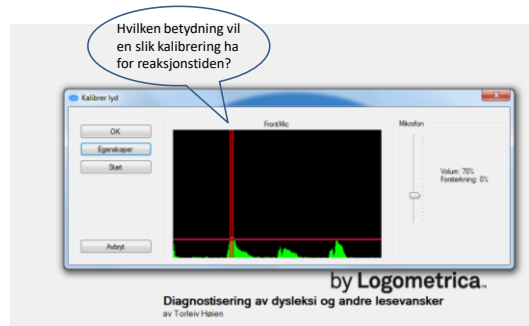 Hvilken betydning vil
en slik kalibrering ha
for reaksjonstiden?
Kalibrer lyd
OK
Egenskaper
Start
Avbryt
FrontMic
Mikrofon
Volum: 70%
Forsterkning: 0%
by Logometrica™
Diagnostisering av dysleksi og andre lesevansker
av Torleiv Høien